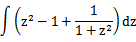 ∫ (z² − 1 + 1/(1 + z²)) dz